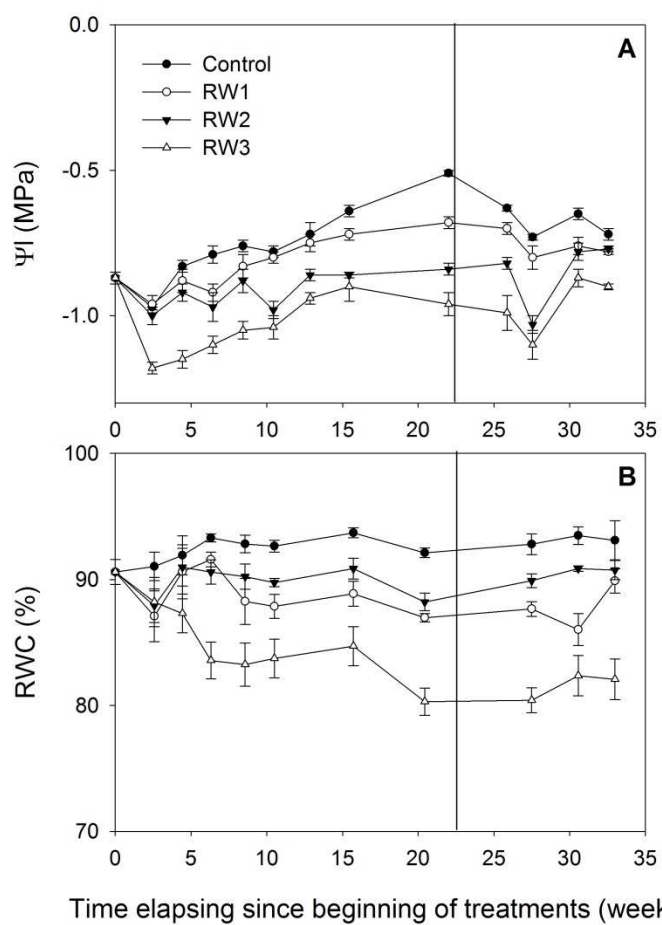 0.0
A
Control
RW1
RW2
RW3
-0.5
Ψl (MPa)
-1.0
0 5 10 15 20 25 30 35
100
B
90
RWC (%)
80
70
0 5 10 15 20 25 30 35
Time elapsing since beginning of treatments (week